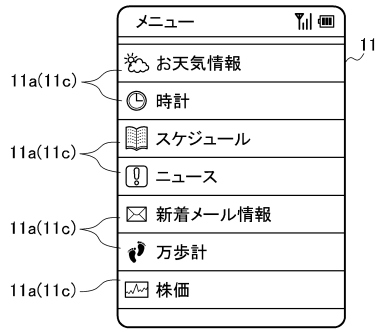 メニュー
11
お天気情報
11a(11c)
時計
スケジュール
11a(11c)
ニュース
新着メール情報
11a(11c)
万歩計
11a(11c)
株価